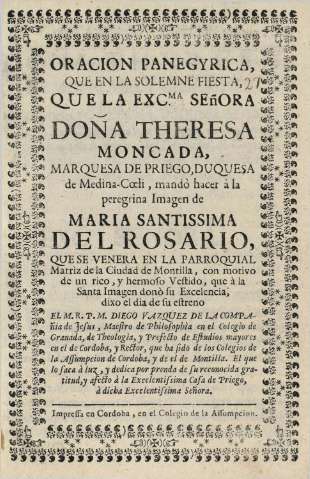 ORACION PANEGYRICA,
QUE EN LA SOLEMNE FIESTA, 27
QUE LA EXC.MA SEñORA
DOÑA THERESA
MONCADA,
MARQUESA DE PRIEGO, DUQUESA
de Medina-Cœli, mandò hacer à la
peregrina Imagen de
MARIA SANTISSIMA
DEL ROSARIO,
QUE SE VENERA EN LA PARROQUIAL
Matriz de la Ciudad de Montilla, con motivo
de un rico, y hermoso Vestido, que à la
Santa Imagen donò su Excelencia,
dixo el dia de su estreno
EL M. R. P. M. DIEGO VAZQUEZ DE LA COMPA-
ñia de Jesus, Maestro de Philosophia en el Colegio de
Granada, de Theologia, y Prefecto de Estudios mayores
en el de Cordoba, y Rector, que ha sido de los Colegios de
la Assumpcion de Cordoba, y de el de Montilla. El que
lo saca à luz, y dedica por prenda de su reconocida gra-
titud, y afecto à la Excelentissima Casa de Priego,
à dicha Excelentissima Señora.
Impressa en Cordoba, en el Colegio de la Assumpcion.